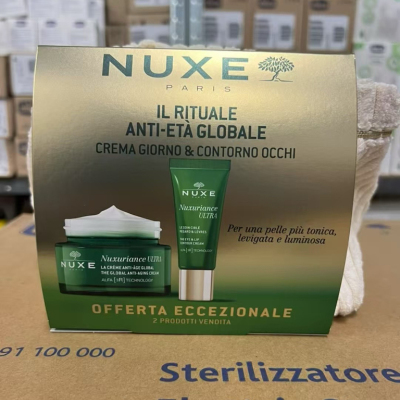 NUXE
PARIS
IL RITUALE
ANTI-ETÀ GLOBALE
CREMA GIORNO & CONTORNO OCCHI
NUXE
Nuxuriance
ULTRA
Per una pelle più tonica,
levigata e luminosa
NUXE
Nuxuriance ULTRA
LA CRÈME ANTI-ÂGE GLOBALE
THE GLOBAL ANTI-AGING CREAM
TECHNOLOGY
OFFERTA ECCEZIONALE
2 PRODOTTI VENDITA
91 100 000
Sterilizzatore